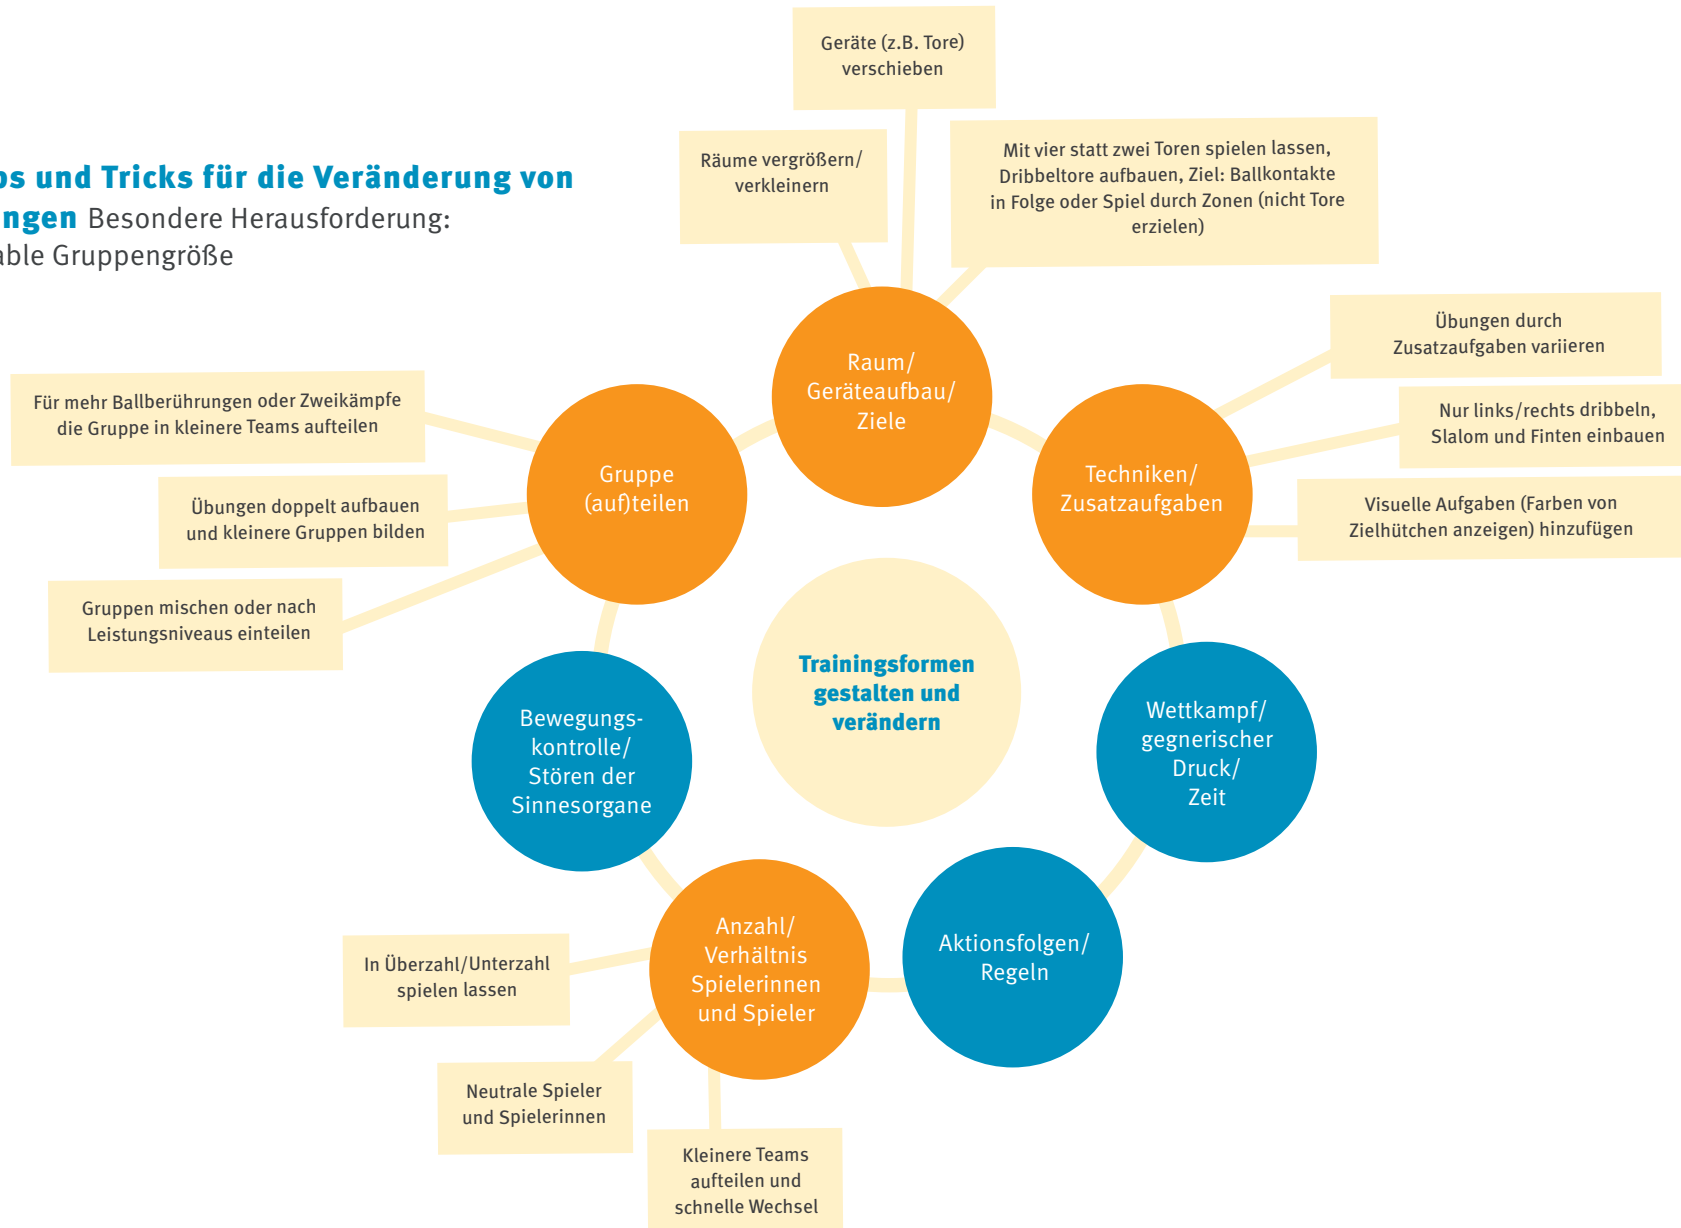 und Tricks für die Veränderung von
Besondere Herausforderung:
Gruppengröße
Geräte (z.B. Tore)
verschieben
Räume vergrößern/
verkleinern
Mit vier statt zwei Toren spielen lassen,
Dribbeltore aufbauen, Ziel: Ballkontakte
in Folge oder Spiel durch Zonen (nicht Tore
erzielen)
Raum/
Geräteaufbau/
Ziele
Übungen durch
Zusatzaufgaben variieren
Nur links/rechts dribbeln,
Slalom und Finten einbauen
Visuelle Aufgaben (Farben von
Zielhütchen anzeigen) hinzufügen
Techniken/
Zusatzaufgaben
Für mehr Ballberührungen oder Zweikämpfe
die Gruppe in kleinere Teams aufteilen
Übungen doppelt aufbauen
und kleinere Gruppen bilden
Gruppen mischen oder nach
Leistungsniveaus einteilen
Gruppe
(auf)teilen
Trainingsformen
gestalten und
verändern
Bewegungs-
kontrolle/
Stören der
Sinnesorgane
Wettkampf/
gegnerischer
Druck/
Zeit
Anzahl/
Verhältnis
Spielerinnen
und Spieler
Aktionsfolgen/
Regeln
In Überzahl/Unterzahl
spielen lassen
Neutrale Spieler
und Spielerinnen
Kleinere Teams
aufteilen und
schnelle Wechsel